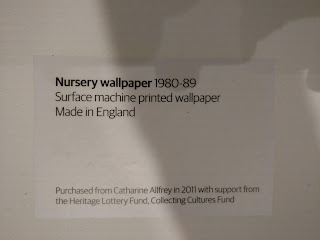 Nursery wallpaper 1980-89
Surface machine printed wallpaper
Made in England
Purchased from Catharine Allfrey in 2011 with support from
the Heritage Lottery Fund, Collecting Cultures Fund